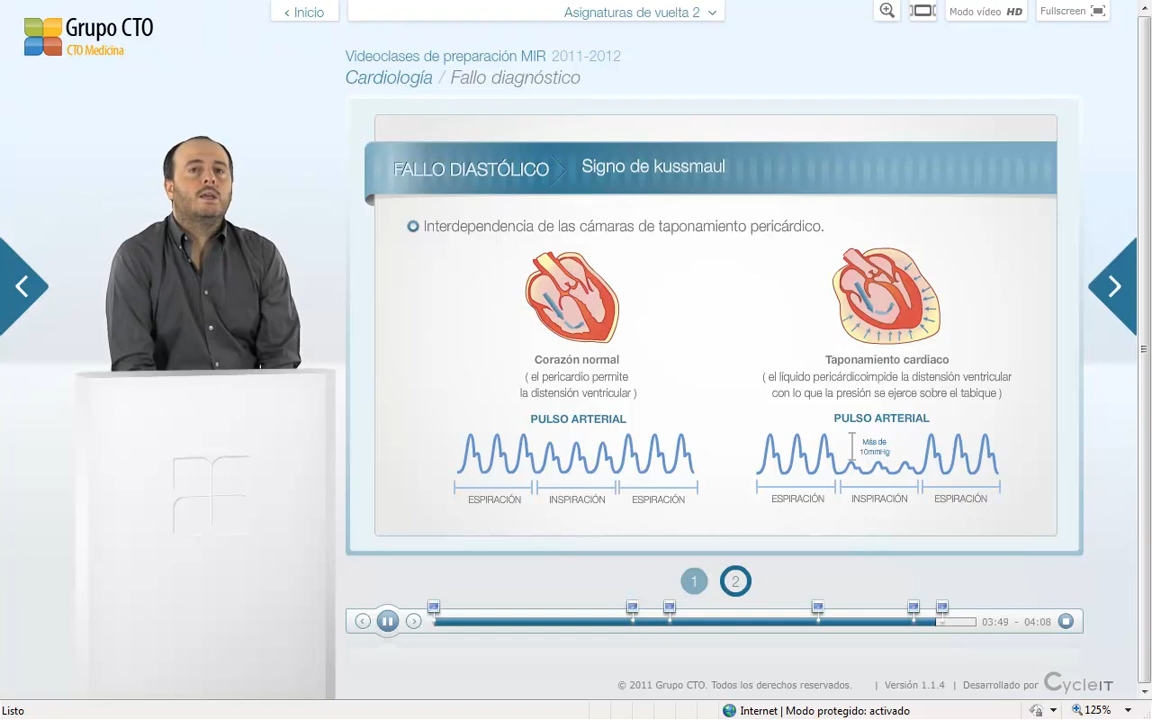 Grupo CTO
CTO Medicina
‹ Inicio
Asignaturas de vuelta 2
Modo vídeo HD
Fullscreen
Videoclases de preparación MIR 2011-2012
Cardiología / Fallo diagnóstico
FALLO DIASTÓLICO
Signo de kussmaul
Interdependencia de las cámaras de taponamiento pericárdico.
Corazón normal
( el pericardio permite
la distensión ventricular )
PULSO ARTERIAL
ESPIRACIÓN
INSPIRACIÓN
ESPIRACIÓN
Taponamiento cardiaco
( el líquido pericárdicoimpide la distensión ventricular
con lo que la presión se ejerce sobre el tabique )
PULSO ARTERIAL
Más de
10mmHg
ESPIRACIÓN
INSPIRACIÓN
ESPIRACIÓN
1
2
03:49 - 04:08
© 2011 Grupo CTO. Todos los derechos reservados. | Versión 1.1.4 | Desarrollado por CycleIT
Listo
Internet | Modo protegido: activado
125%